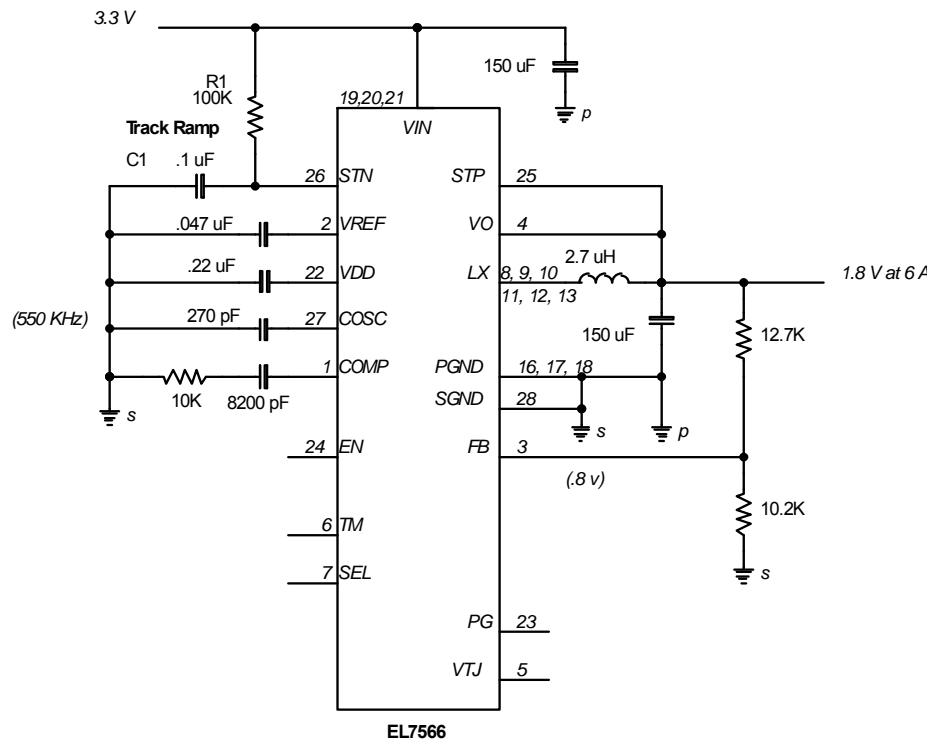 3.3 V
150 uF
p
R1
100K
19,20,21
VIN
Track Ramp
C1 .1 uF
26 STN
STP 25
.047 uF
2 VREF
VO 4
.22 uF
22 VDD
LX 8, 9, 10
11, 12, 13
2.7 uH
1.8 V at 6 A
(550 KHz)
270 pF
27 COSC
150 uF
12.7K
1 COMP
PGND 16, 17, 18
10K
8200 pF
s
SGND 28
s
p
24 EN
FB 3
(.8 v)
10.2K
s
6 TM
7 SEL
PG 23
VTJ 5
EL7566